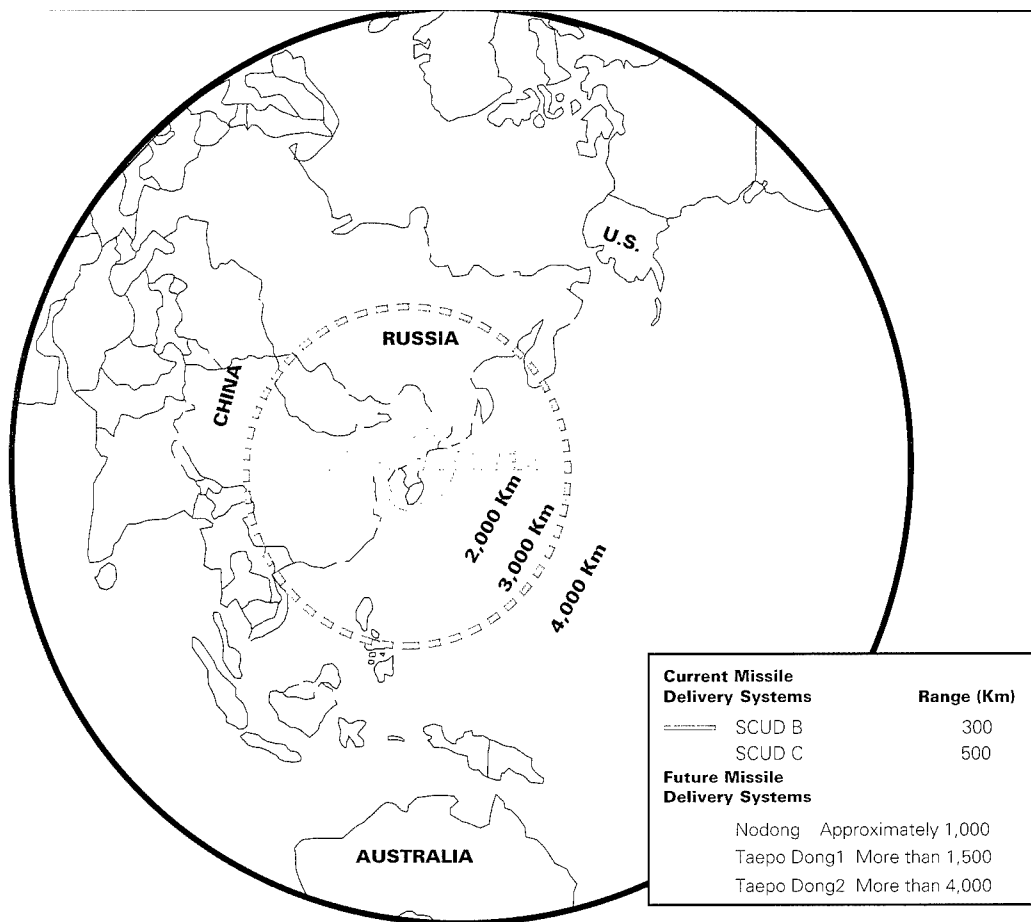 U.S.
RUSSIA
CHINA
2,000 Km
3,000 Km
4,000 Km
AUSTRALIA
Current Missile
Delivery Systems Range (Km)
SCUD B 300
SCUD C 500
Future Missile
Delivery Systems
Nodong Approximately 1,000
Taepo Dong1 More than 1,500
Taepo Dong2 More than 4,000